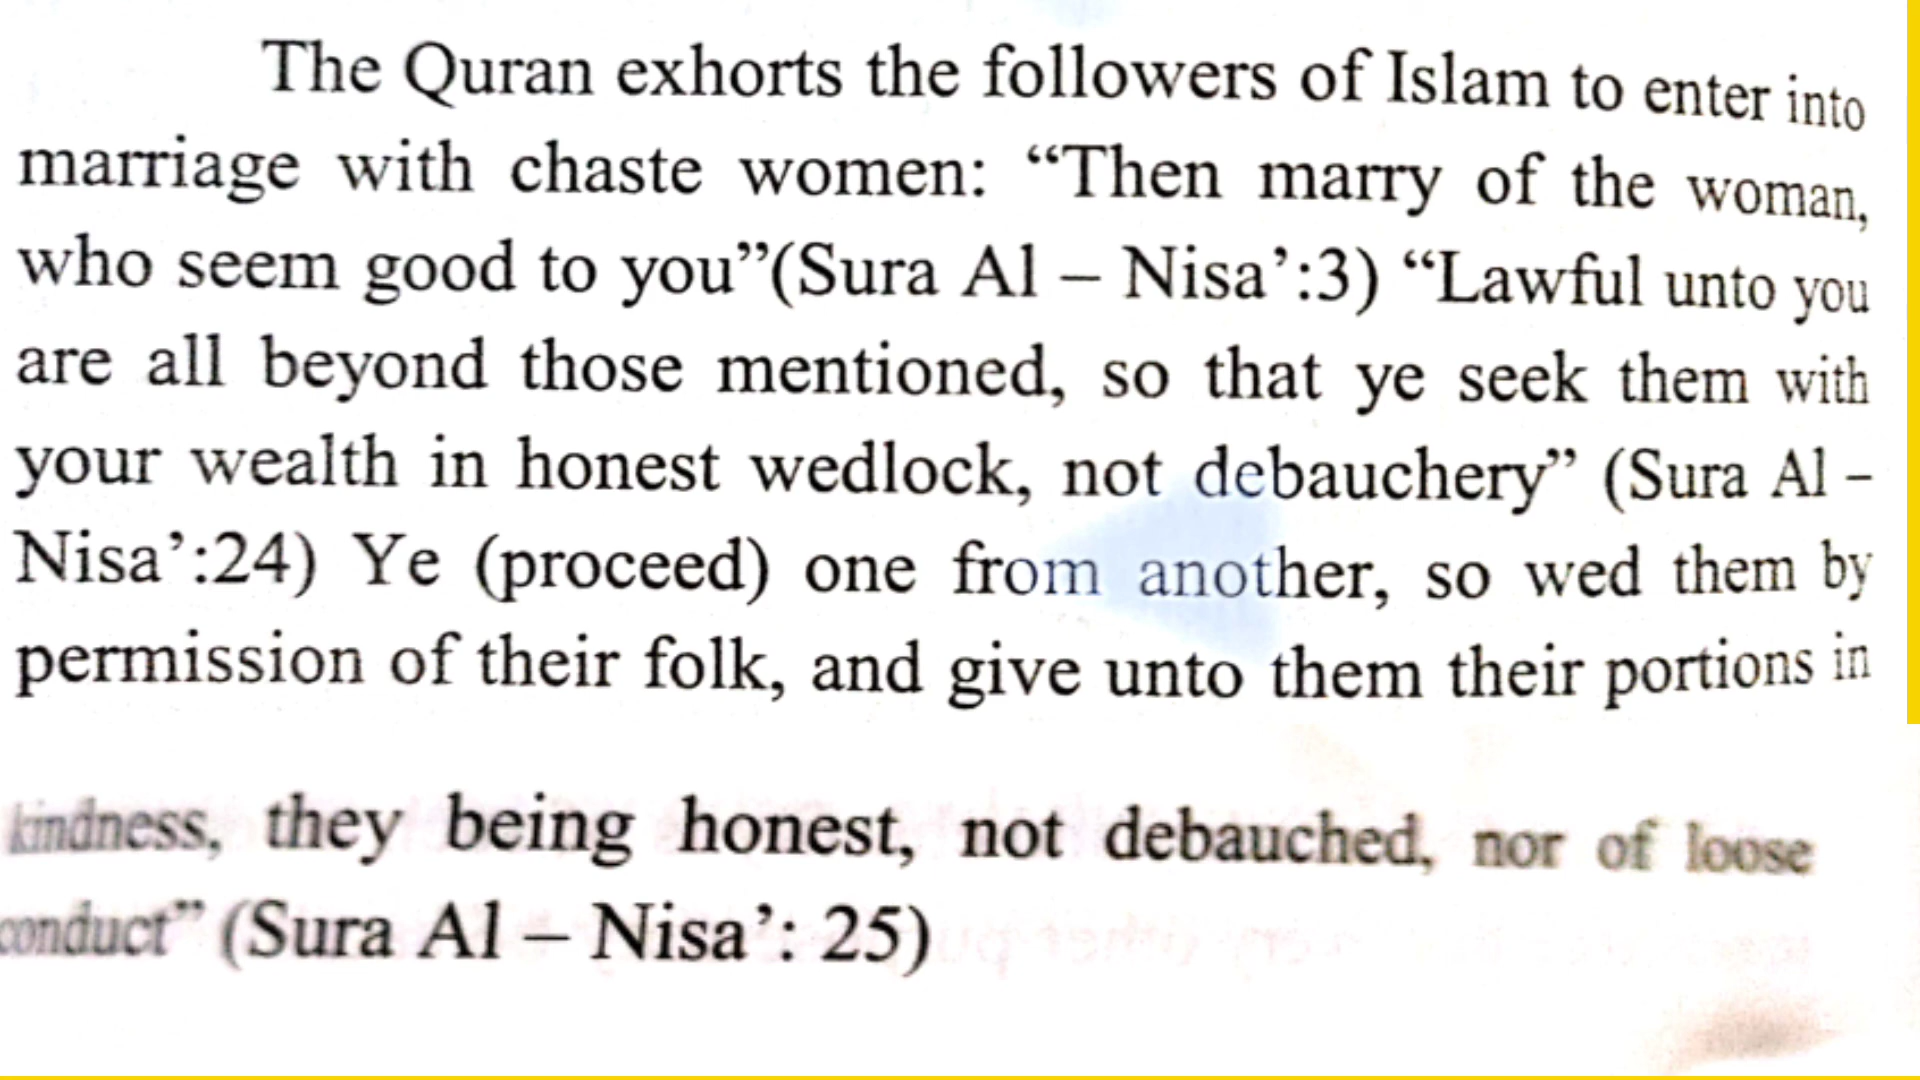 The Quran exhorts the followers of Islam to enter into
marriage with chaste women: “Then marry of the woman,
who seem good to you”(Sura Al – Nisa’:3) “Lawful unto you
are all beyond those mentioned, so that ye seek them with
your wealth in honest wedlock, not debauchery” (Sura Al –
Nisa’:24) Ye (proceed) one from another, so wed them by
permission of their folk, and give unto them their portions in
kindness, they being honest, not debauched, nor of loose
conduct” (Sura Al – Nisa’: 25)